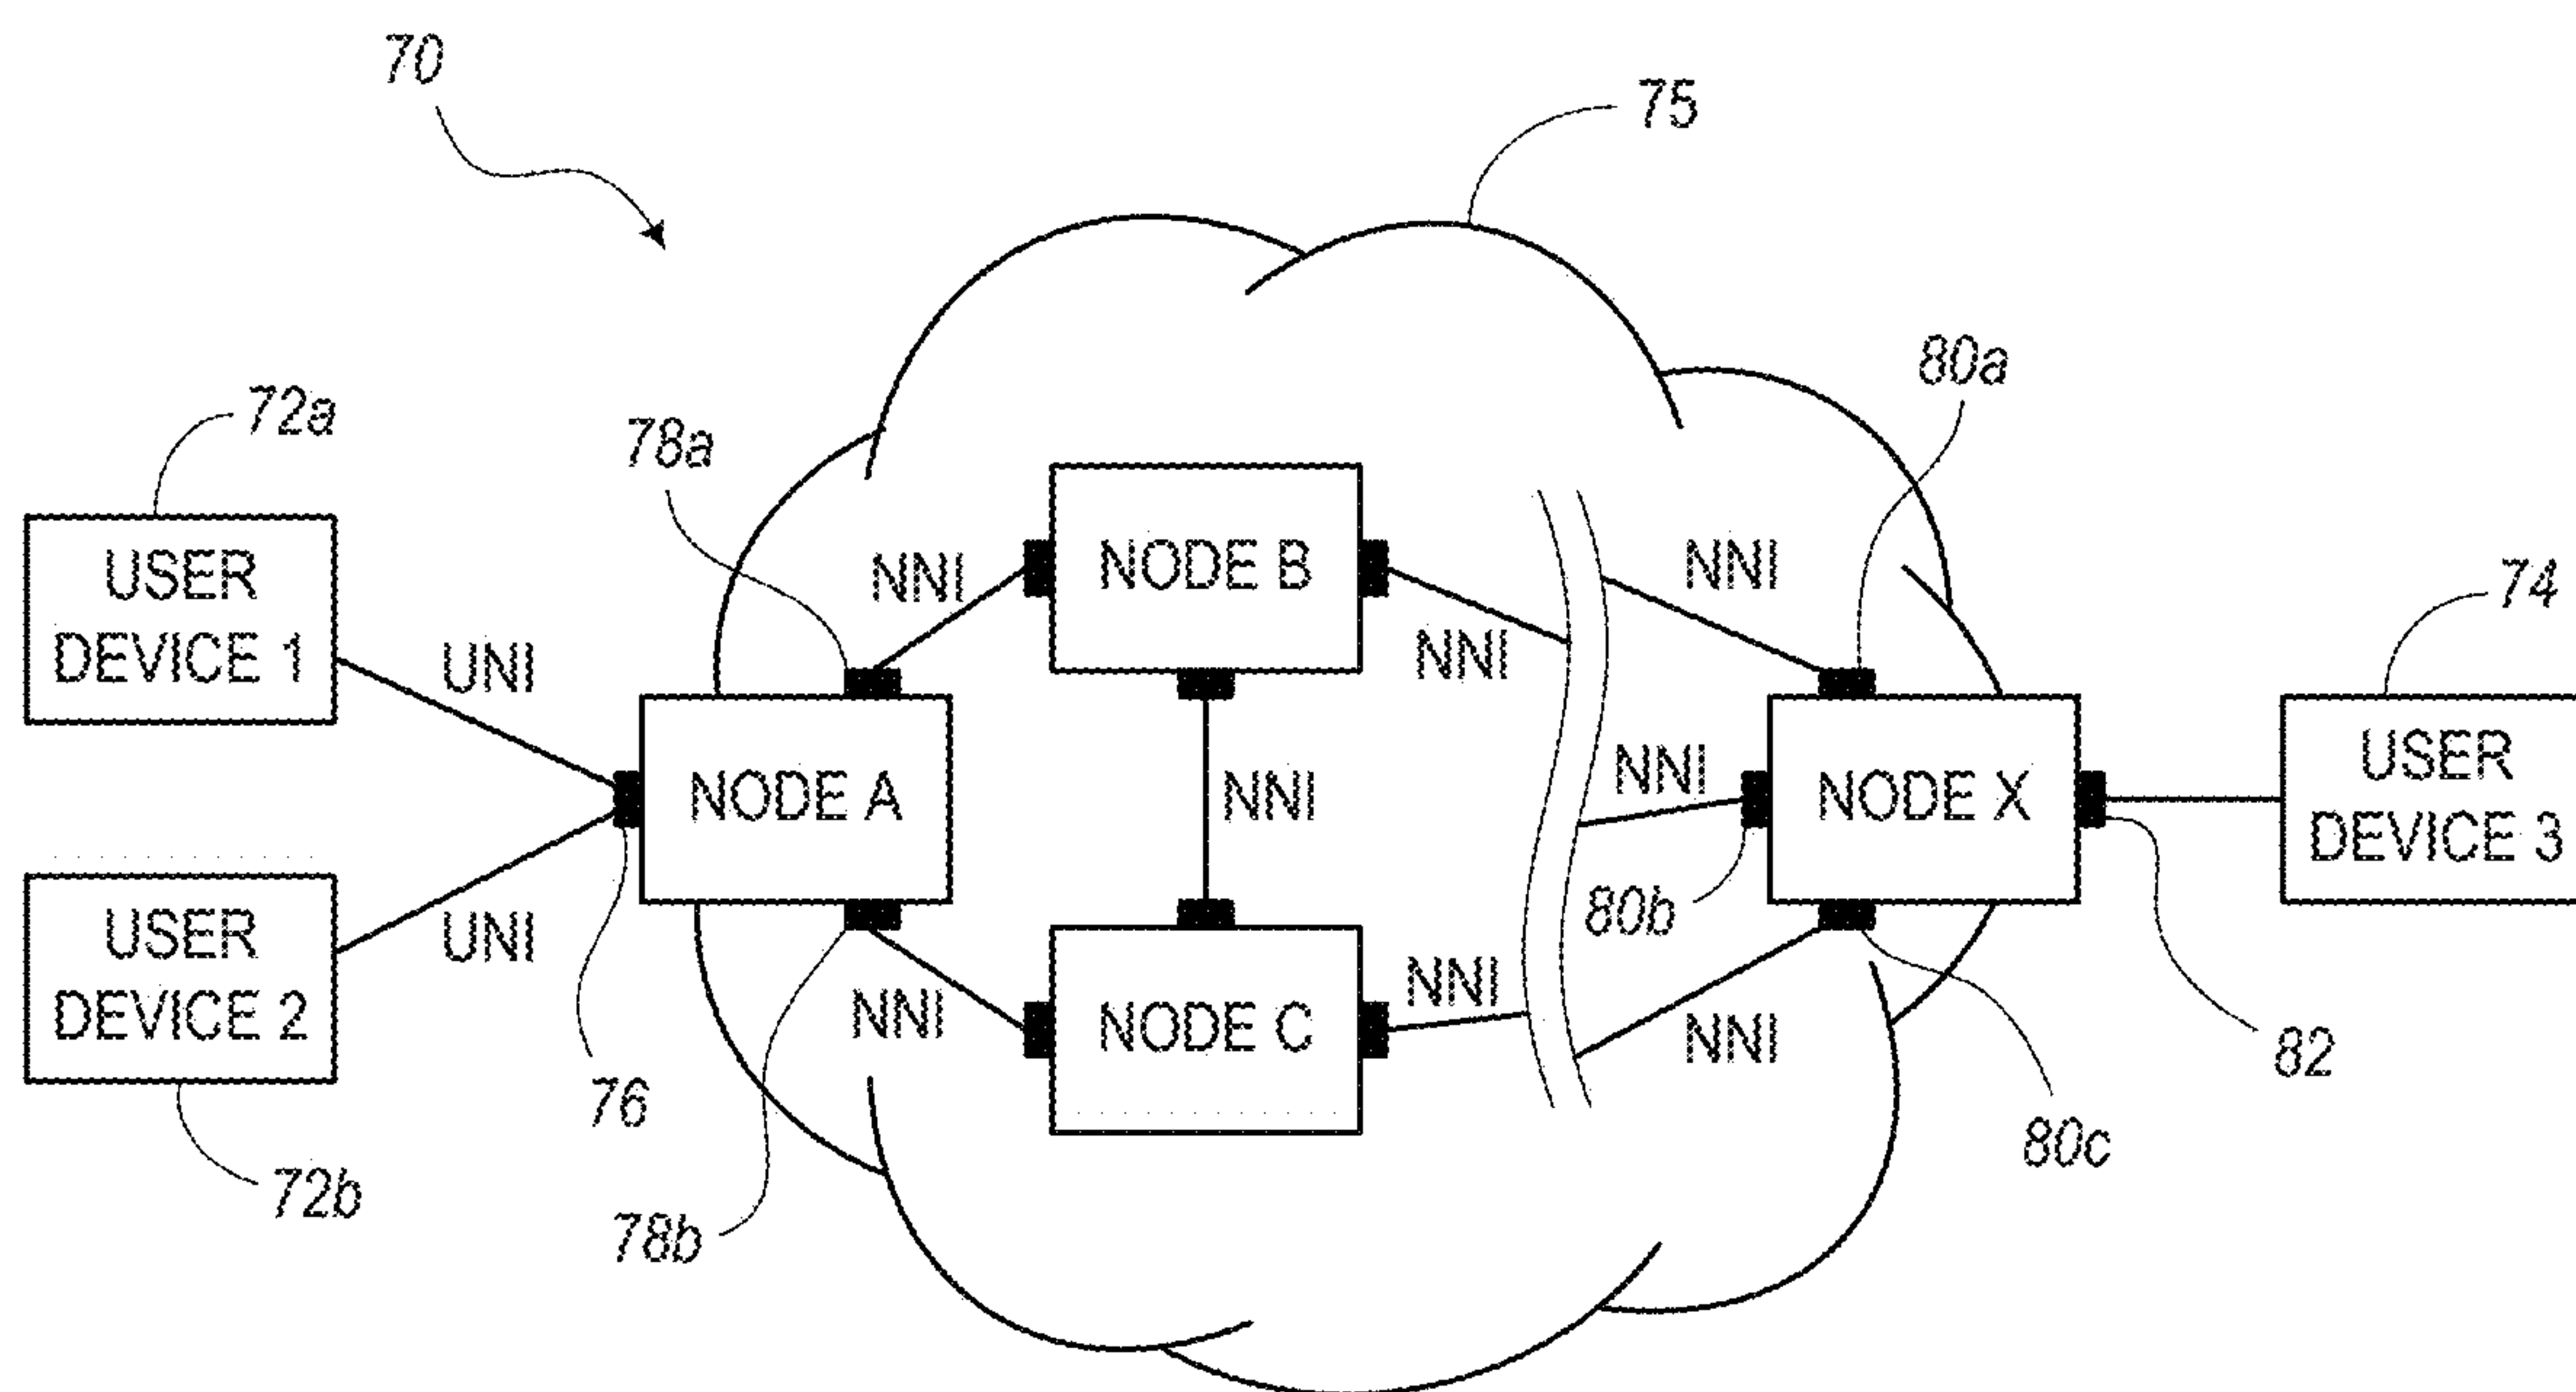 70
75
80a
72a
78a
NNI
NODE B
NNI
74
USER
DEVICE 1
UNI
NNI
NODE A
NNI
NNI
NODE X
USER
DEVICE 3
80b
USER
DEVICE 2
UNI
NNI
NODE C
NNI
NNI
82
76
80c
72b
78b